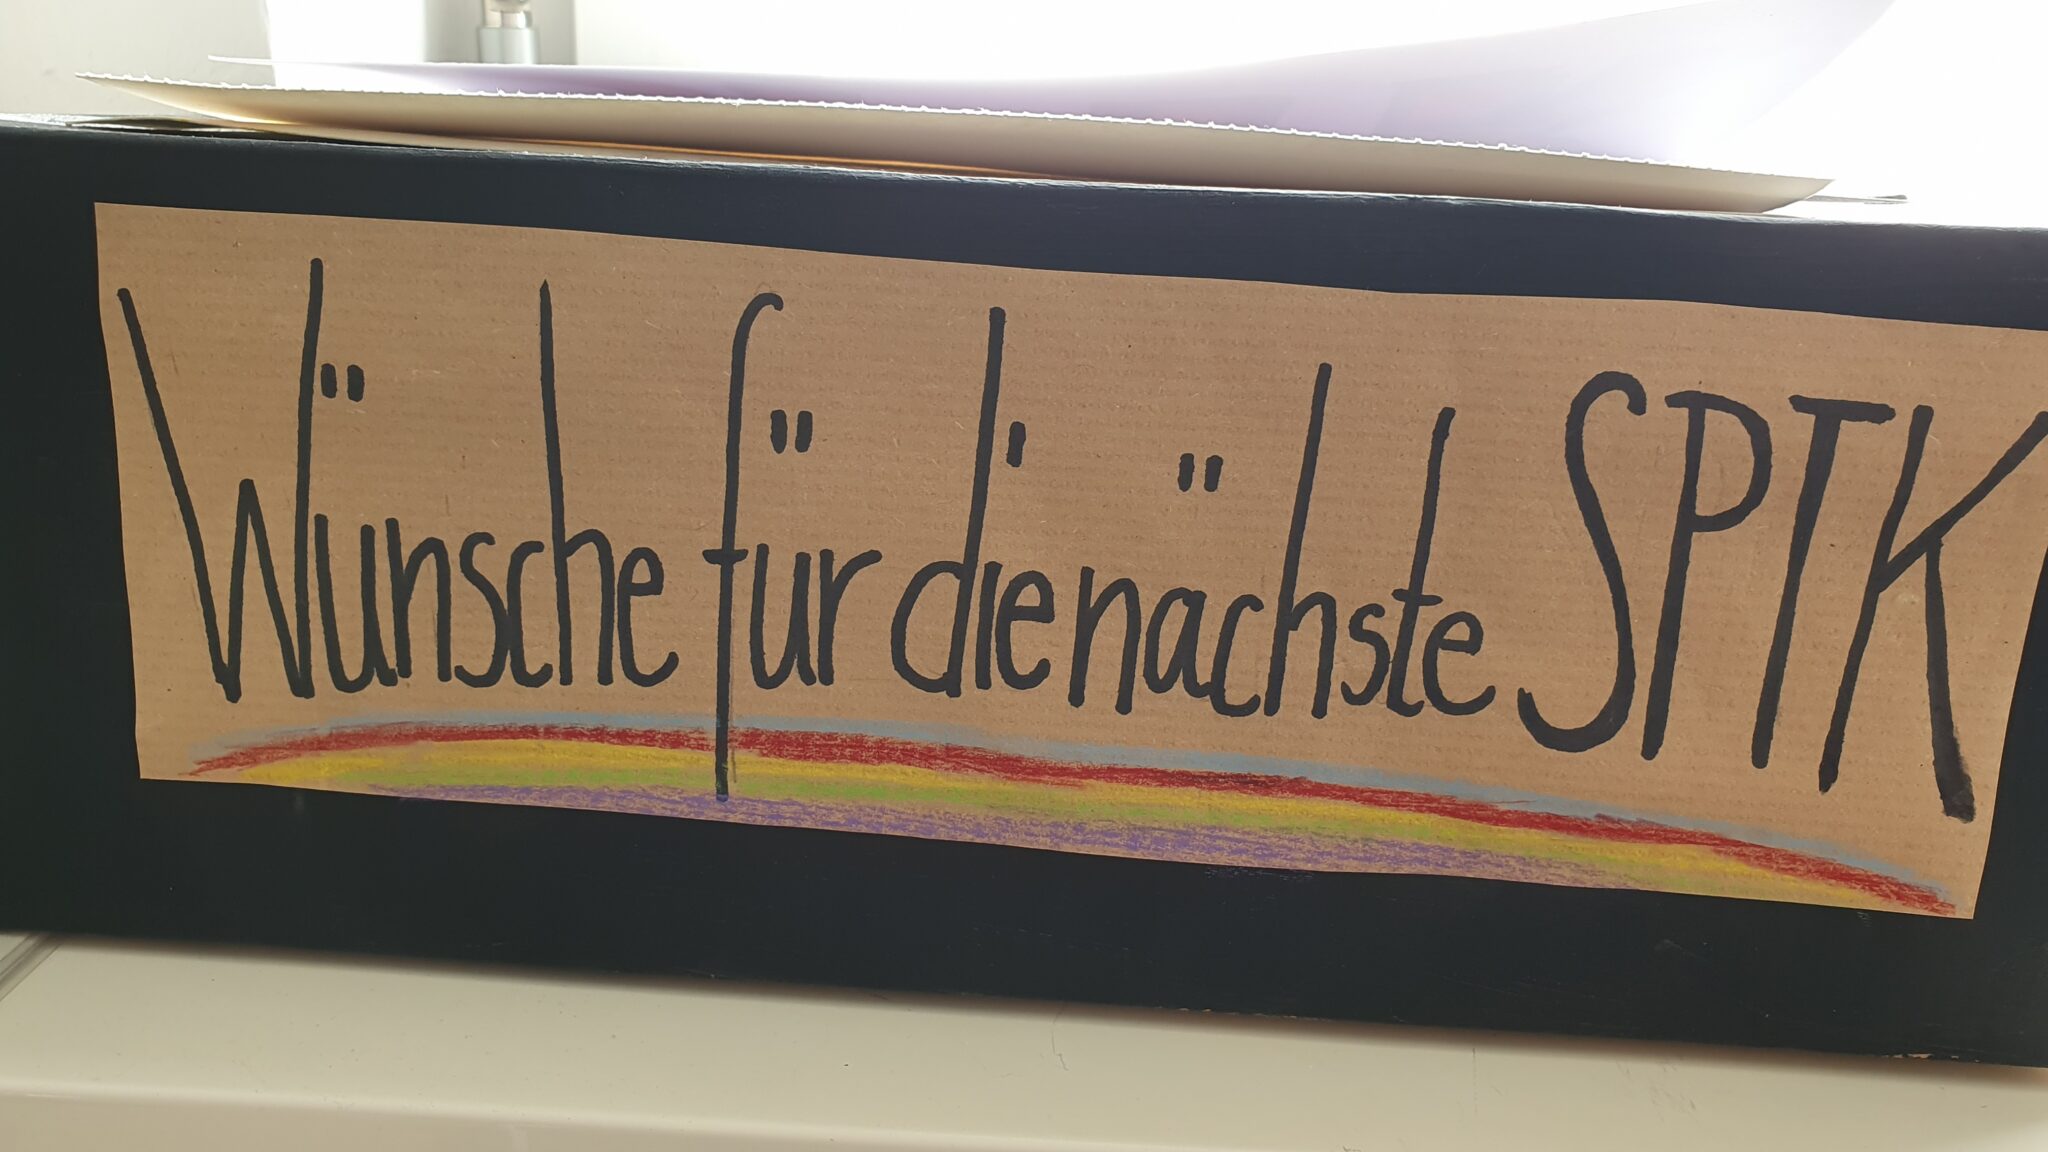 Wünsche für die nächste SPTK